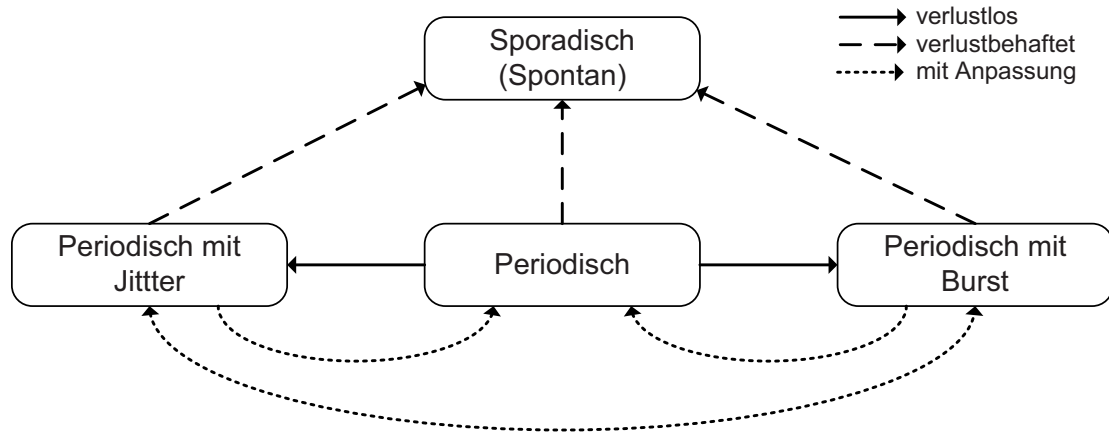 Sporadisch
(Spontan)
verlustlos
verlustbehaftet
mit Anpassung
Periodisch mit
Jittter
Periodisch
Periodisch mit
Burst